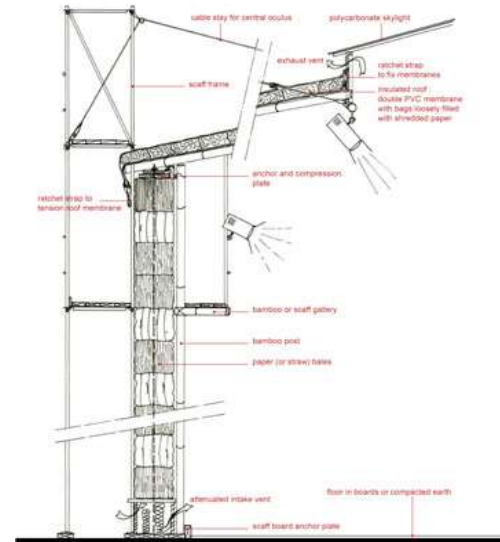 cable stay for central oculus
polycarbonate skylight
exhaust vent
ratchet strap
to fix membranes
scaff frame
insulated roof :
double PVC membrane
with bags loosely filled
with shredded paper
anchor and compression
plate
ratchet strap to
tension roof membrane
bamboo or scaff gallery
bamboo post
paper (or straw) bales
attenuated intake vent
floor in boards or compacted earth
scaff board anchor plate